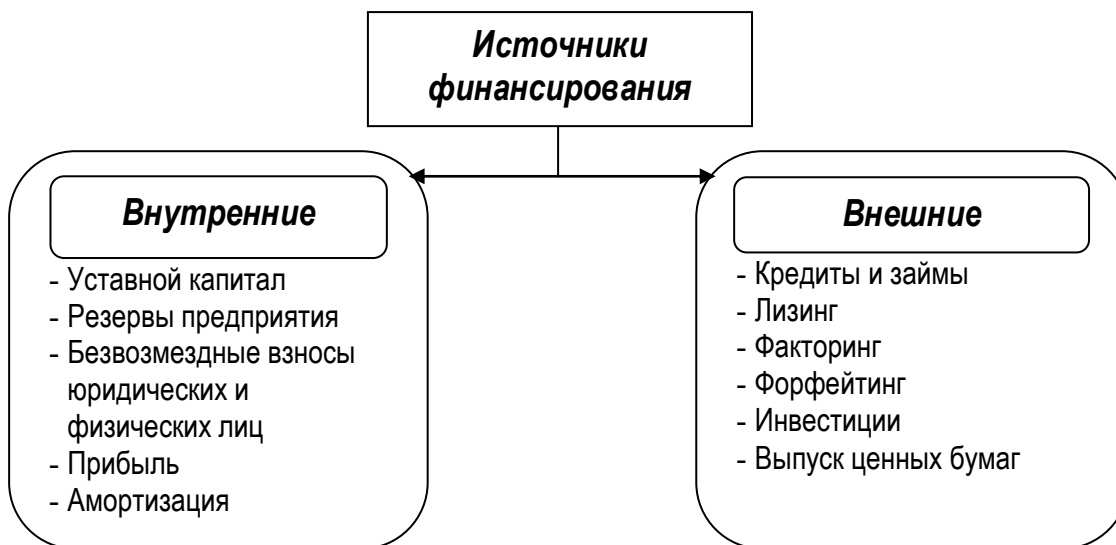 Источники
финансирования
Внутренние
- Уставной капитал
- Резервы предприятия
- Безвозмездные взносы
юридических и
физических лиц
- Прибыль
- Амортизация
Внешние
- Кредиты и займы
- Лизинг
- Факторинг
- Форфейтинг
- Инвестиции
- Выпуск ценных бумаг